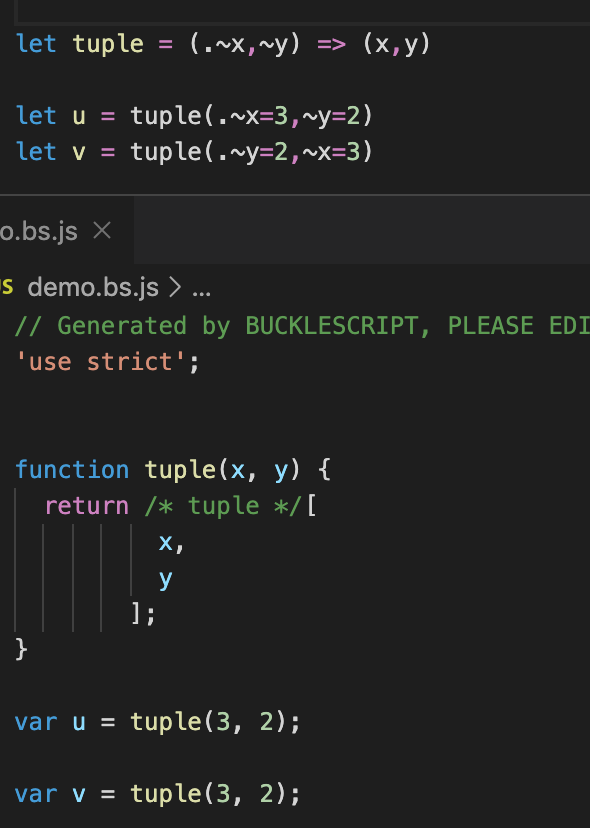 let tuple = (.~x,~y) => (x,y)
let u = tuple(.~x=3,~y=2)
let v = tuple(.~y=2,~x=3)
o.bs.js ×
JS demo.bs.js > ...
// Generated by BUCKLESCRIPT, PLEASE EDI
'use strict';
function tuple(x, y) {
return /* tuple */[
x,
y
];
}
var u = tuple(3, 2);
var v = tuple(3, 2);